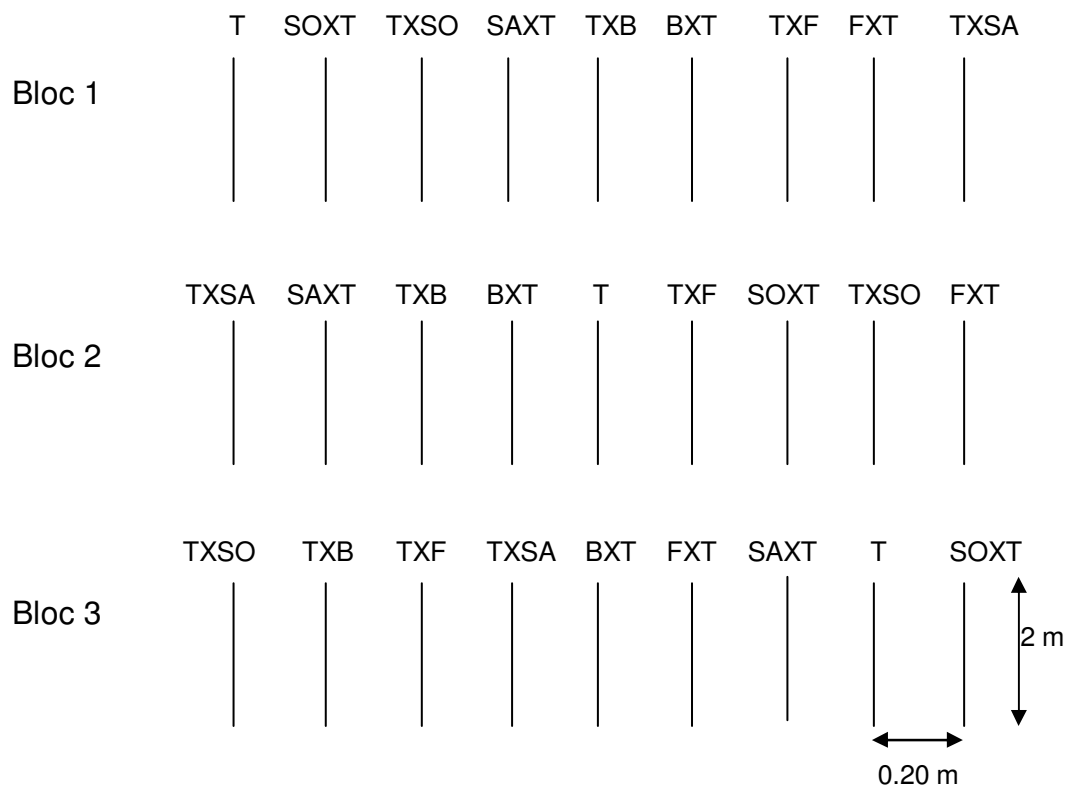 T SOXT TXSO SAXT TXB BXT TXF FXT TXSA
Bloc 1
TXSA SAXT TXB BXT T TXF SOXT TXSO FXT
Bloc 2
TXSO TXB TXF TXSA BXT FXT SAXT T SOXT
Bloc 3
2 m
0.20 m